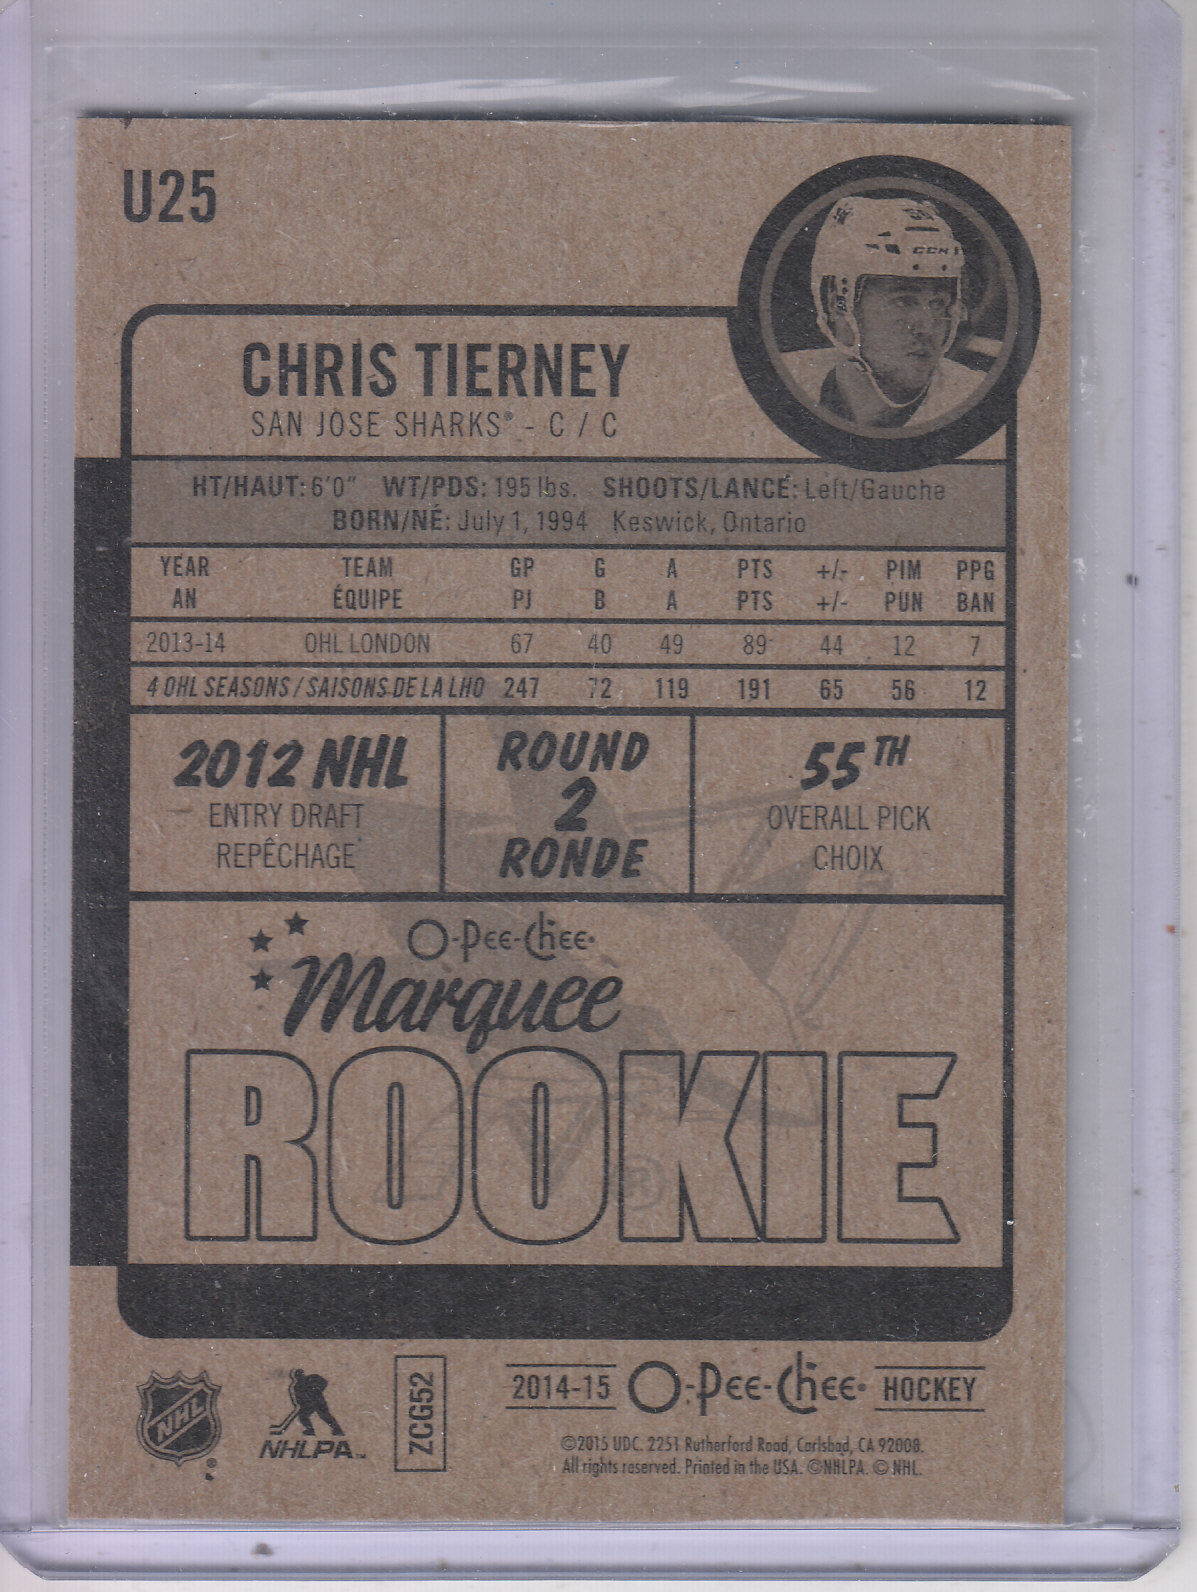 U25
CCM
CHRIS TIERNEY
SAN JOSE SHARKS® - C / C
HT/HAUT: 6'0" WT/PDS: 195 lbs. SHOOTS/LANCE: Left/Gauche
BORN/NÉ: July 1, 1994 Keswick, Ontario
YEAR TEAM GP G A PTS +/- PIM PPG
AN ÉQUIPE PJ B A PTS +/- PUN BAN
2013-14 OHL LONDON 67 40 49 89 44 12 7
4 OHL SEASONS / SAISONS DE LA LHO 247 72 119 191 65 56 12
2012 NHL
ENTRY DRAFT
REPÊCHAGE
ROUND
2
RONDE
55TH
OVERALL PICK
CHOIX
O-Pee-Chee
Marquee
ROOKIE
®
NHL ®
NHLPA™
ZCG52
2014-15 O-Pee-Chee HOCKEY
©2015 UDC. 2251 Rutherford Road, Carlsbad, CA 92008.
All rights reserved. Printed in the USA. ©NHLPA. © NHL.